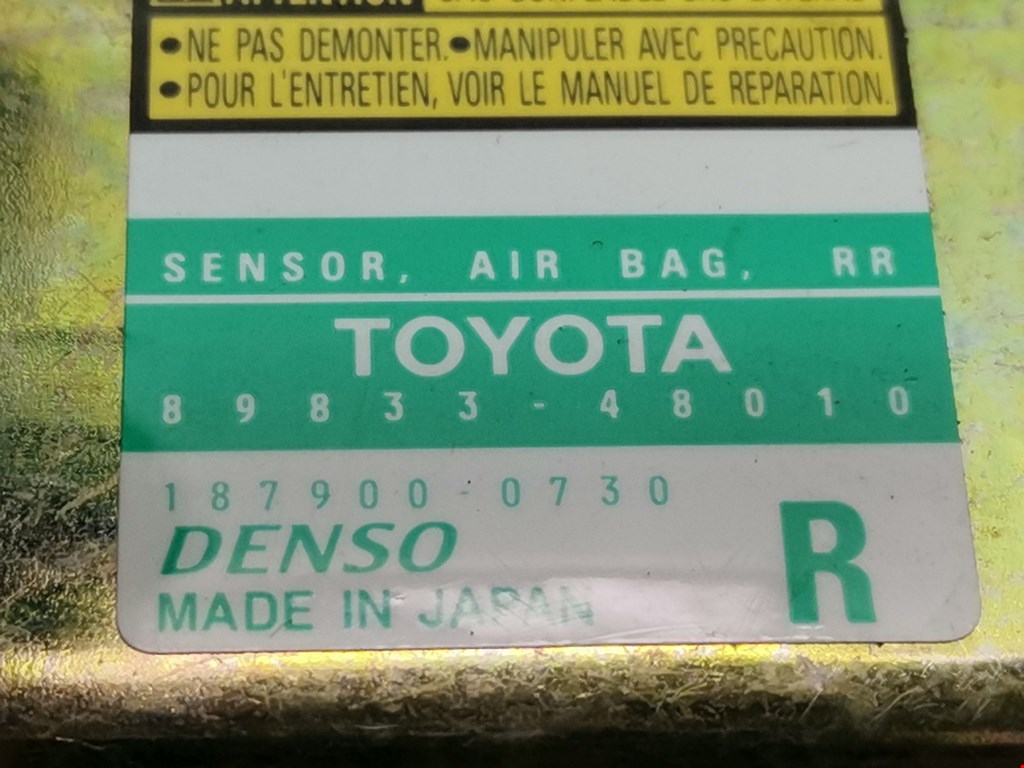 ATTENTION
• NE PAS DEMONTER. • MANIPULER AVEC PRECAUTION.
• POUR L'ENTRETIEN, VOIR LE MANUEL DE REPARATION.
SENSOR, AIR BAG, RR
TOYOTA
89833-48010
187900-0730
DENSO
MADE IN JAPAN
R